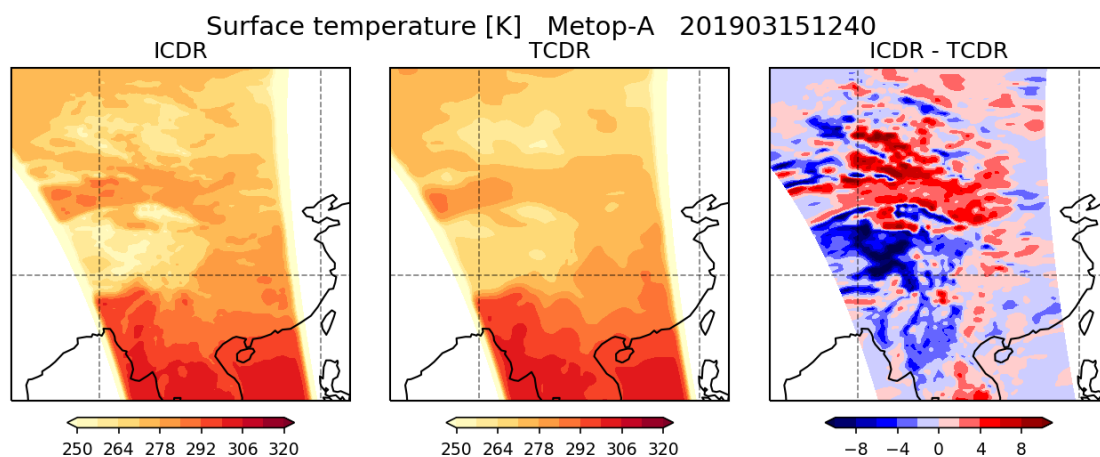 Surface temperature [K]   Metop-A   201903151240
ICDR
TCDR
ICDR - TCDR
250 264 278 292 306 320
250 264 278 292 306 320
−8 −4 0 4 8